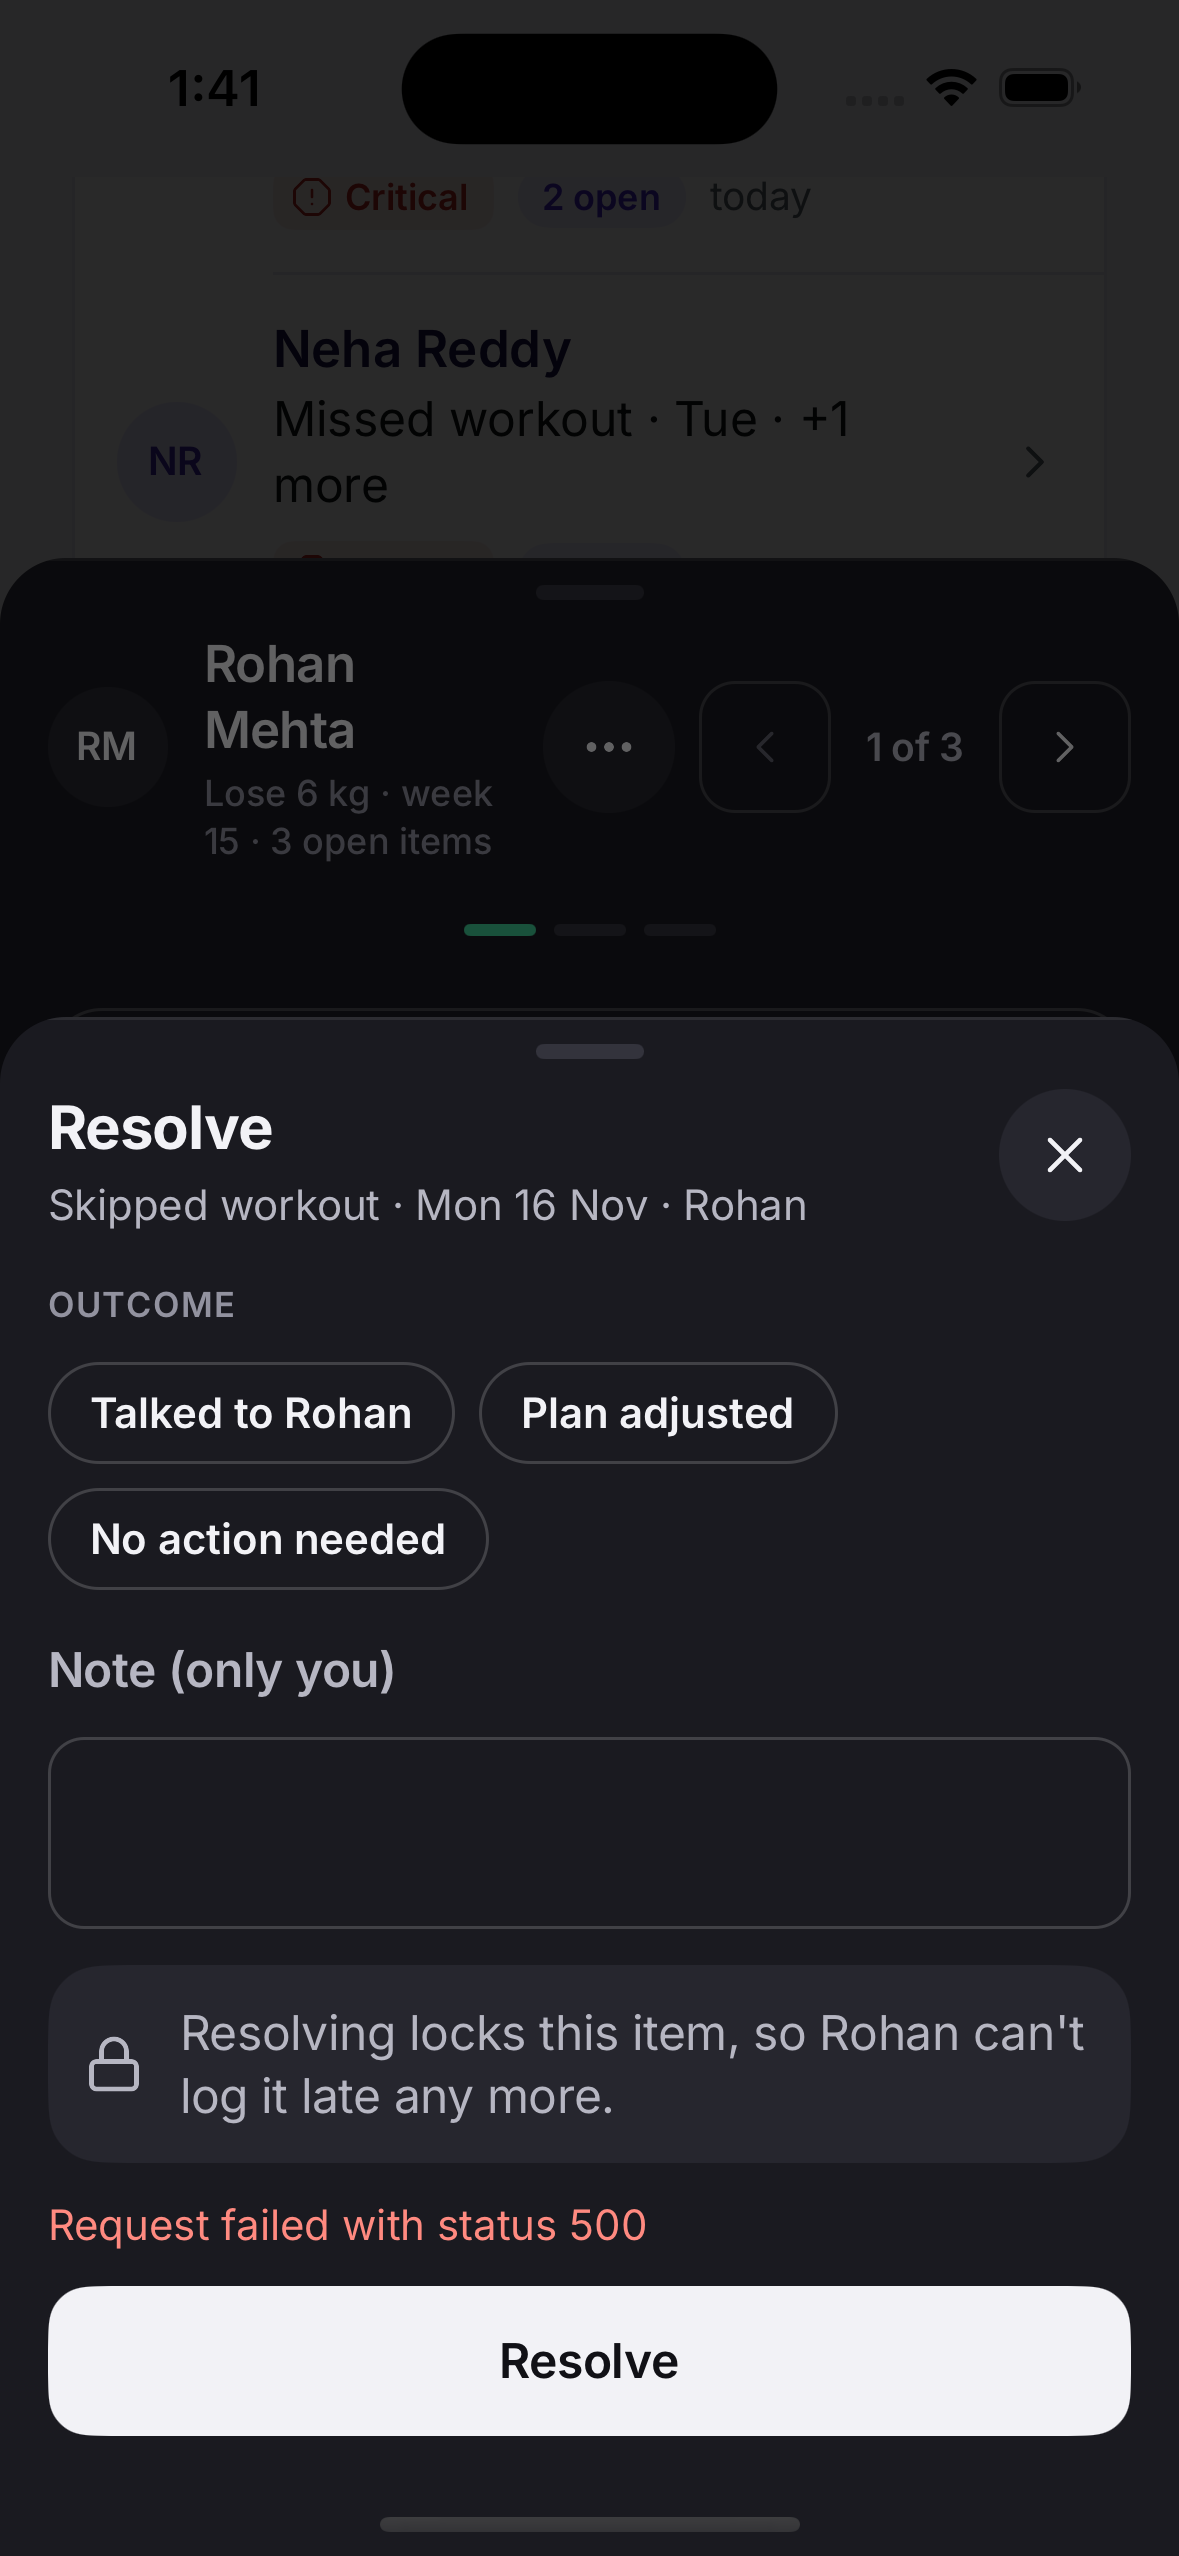 1:41
Critical
2 open
today
Neha Reddy
NR
Missed workout · Tue · +1
more
RM
Rohan
Mehta
Lose 6 kg · week
15 · 3 open items
1 of 3
Resolve
Skipped workout · Mon 16 Nov · Rohan
OUTCOME
Talked to Rohan
Plan adjusted
No action needed
Note (only you)
Resolving locks this item, so Rohan can't
log it late any more.
Request failed with status 500
Resolve